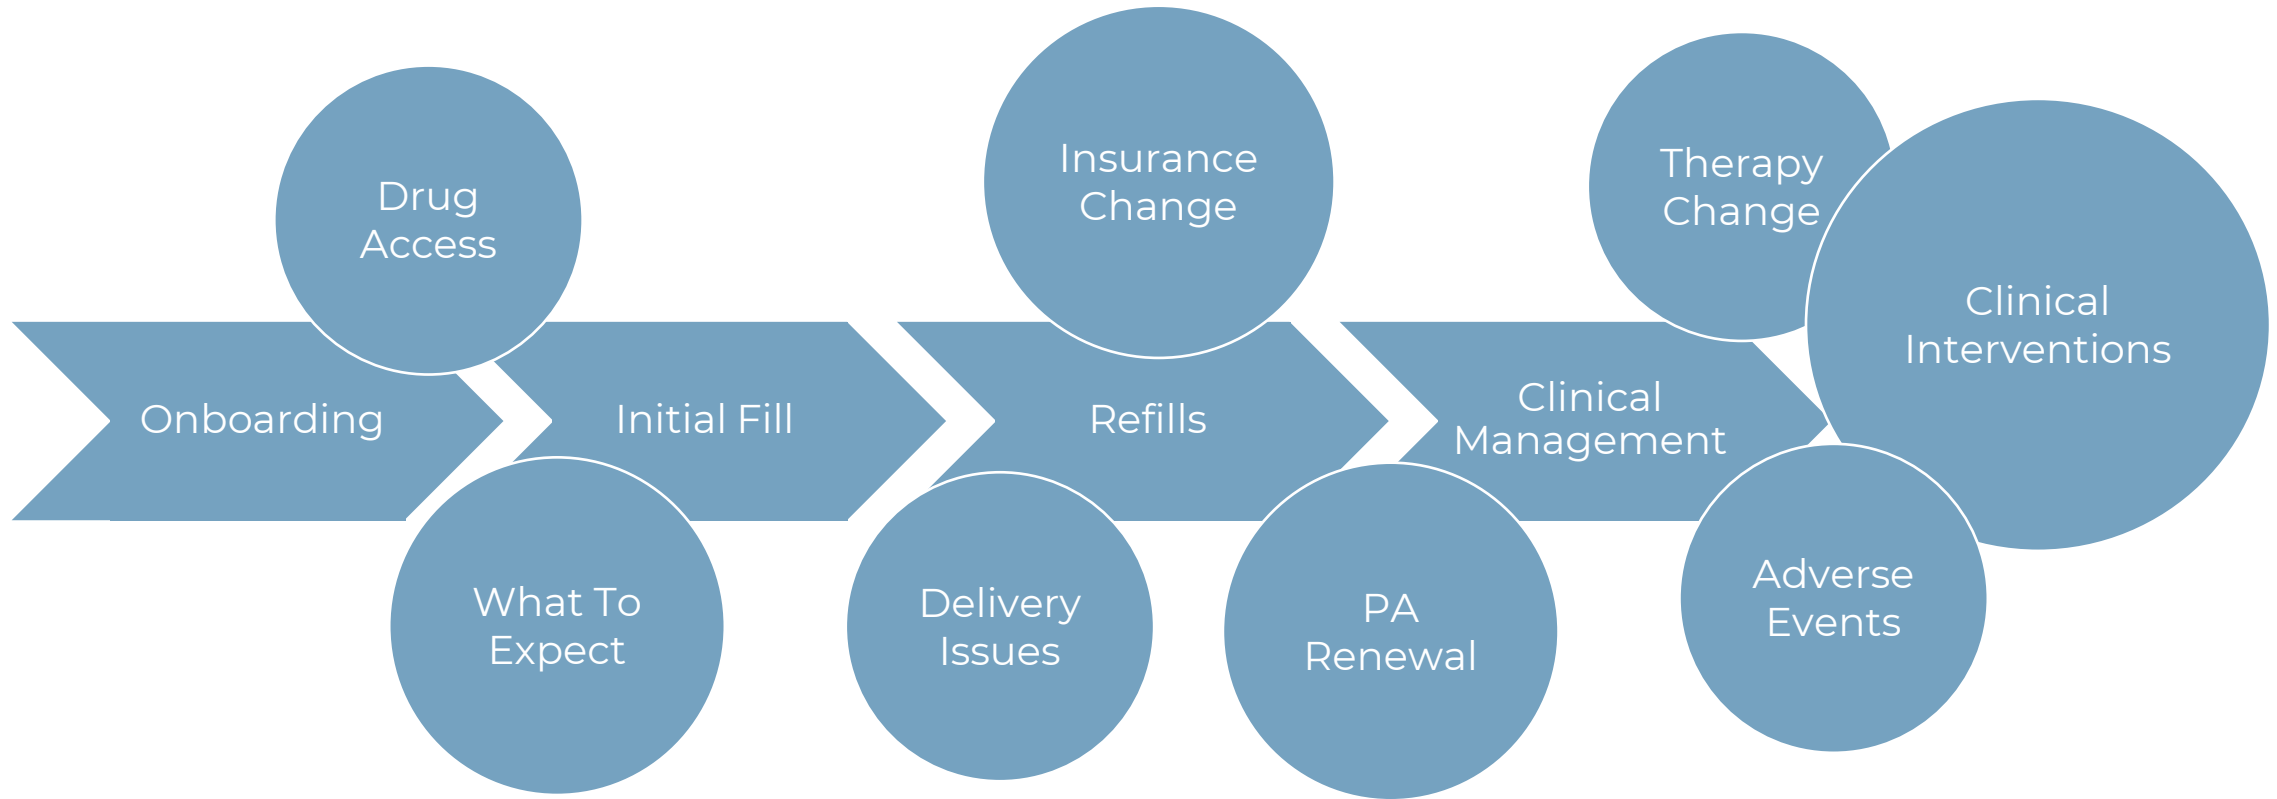 Drug
Access
Insurance
Change
Therapy
Change
Clinical
Interventions
Onboarding
Initial Fill
Refills
Clinical
Management
What To
Expect
Delivery
Issues
PA
Renewal
Adverse
Events